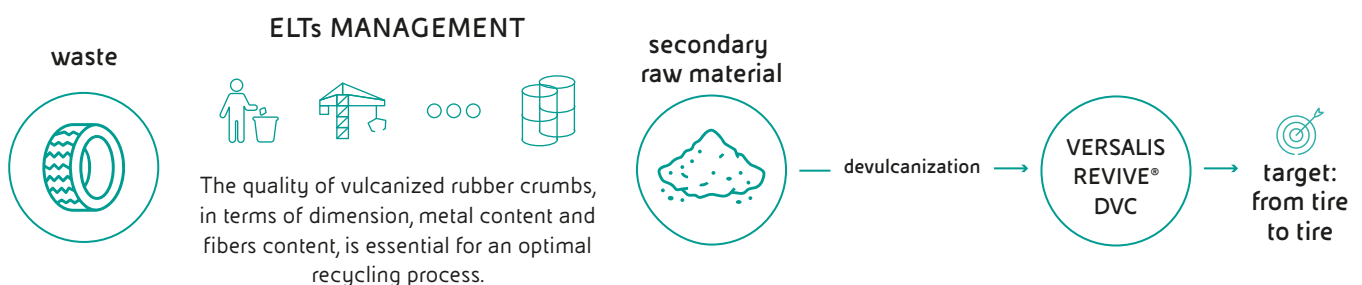 waste
ELTs MANAGEMENT
The quality of vulcanized rubber crumbs,
in terms of dimension, metal content and
fibers content, is essential for an optimal
recycling process.
secondary
raw material
devulcanization
VERSALIS
REVIVE®
DVC
target:
from tire
to tire